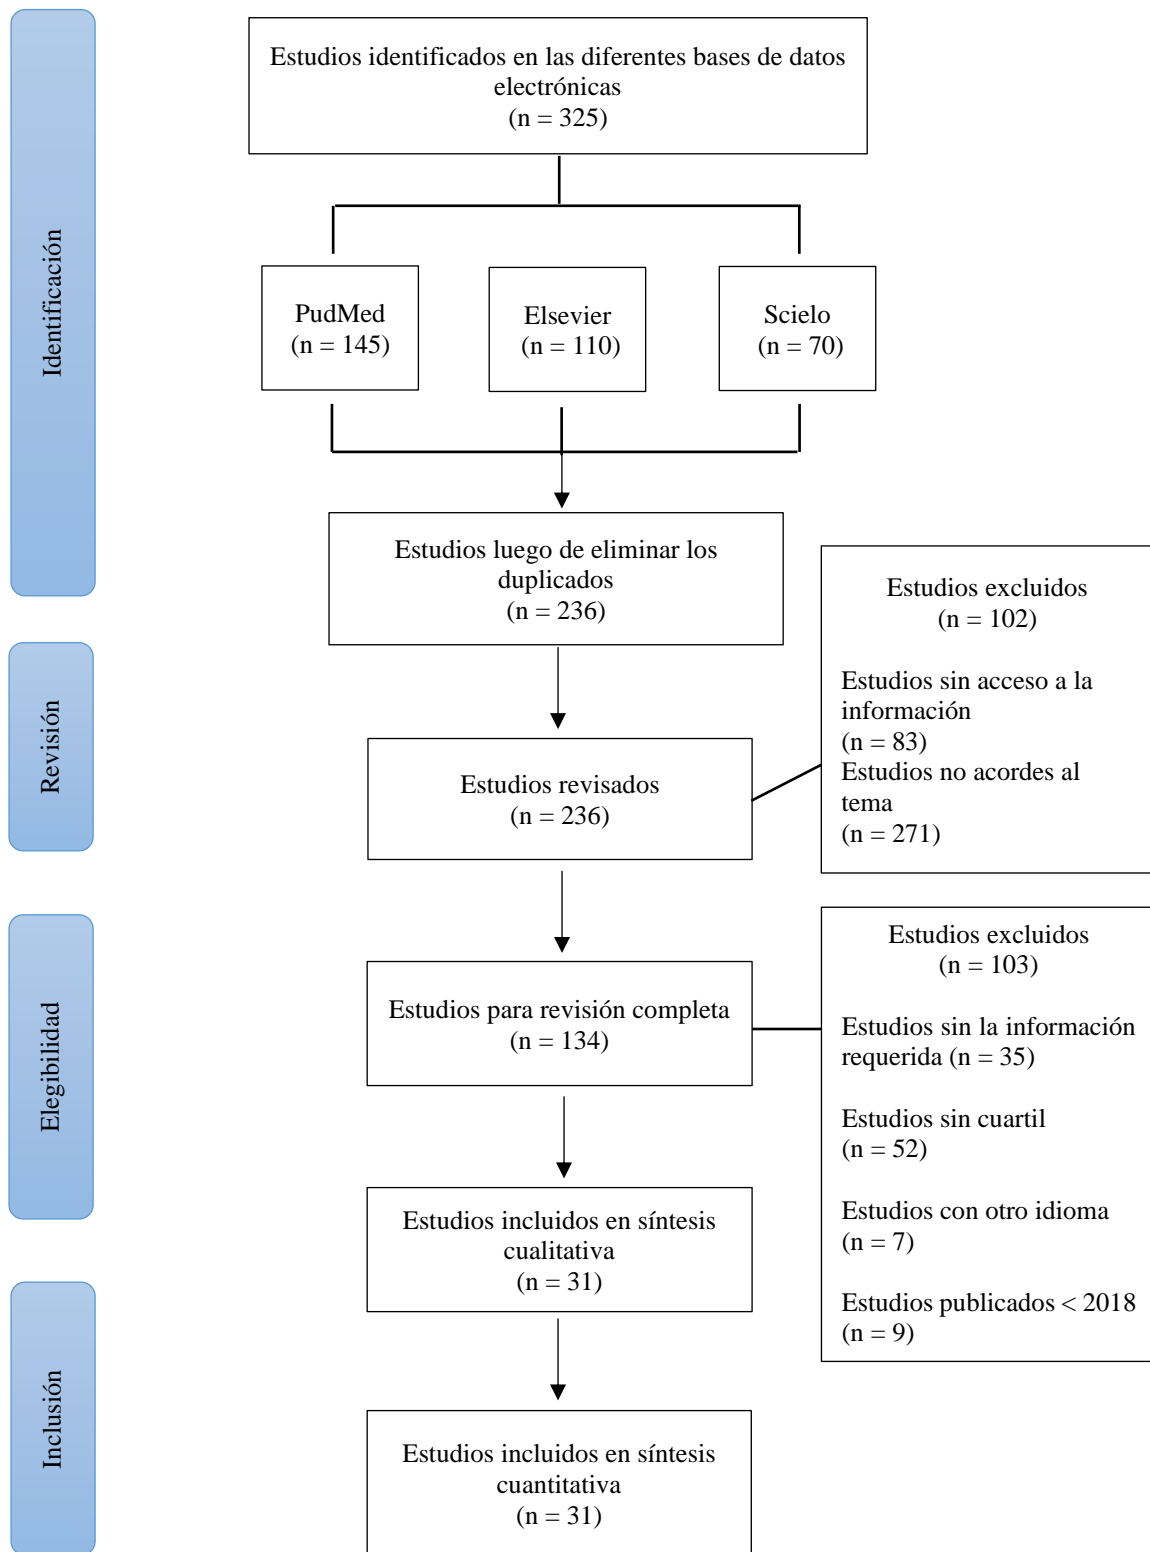 Identificación
Estudios identificados en las diferentes bases de datos
electrónicas
(n = 325)
PudMed
(n = 145)
Elsevier
(n = 110)
Scielo
(n = 70)
Estudios luego de eliminar los
duplicados
(n = 236)
Revisión
Estudios revisados
(n = 236)
Estudios excluidos
(n = 102)
Estudios sin acceso a la
información
(n = 83)
Estudios no acordes al
tema
(n = 271)
Elegibilidad
Estudios para revisión completa
(n = 134)
Estudios excluidos
(n = 103)
Estudios sin la información
requerida (n = 35)
Estudios sin cuartil
(n = 52)
Estudios con otro idioma
(n = 7)
Estudios publicados < 2018
(n = 9)
Estudios incluidos en síntesis
cualitativa
(n = 31)
Inclusión
Estudios incluidos en síntesis
cuantitativa
(n = 31)